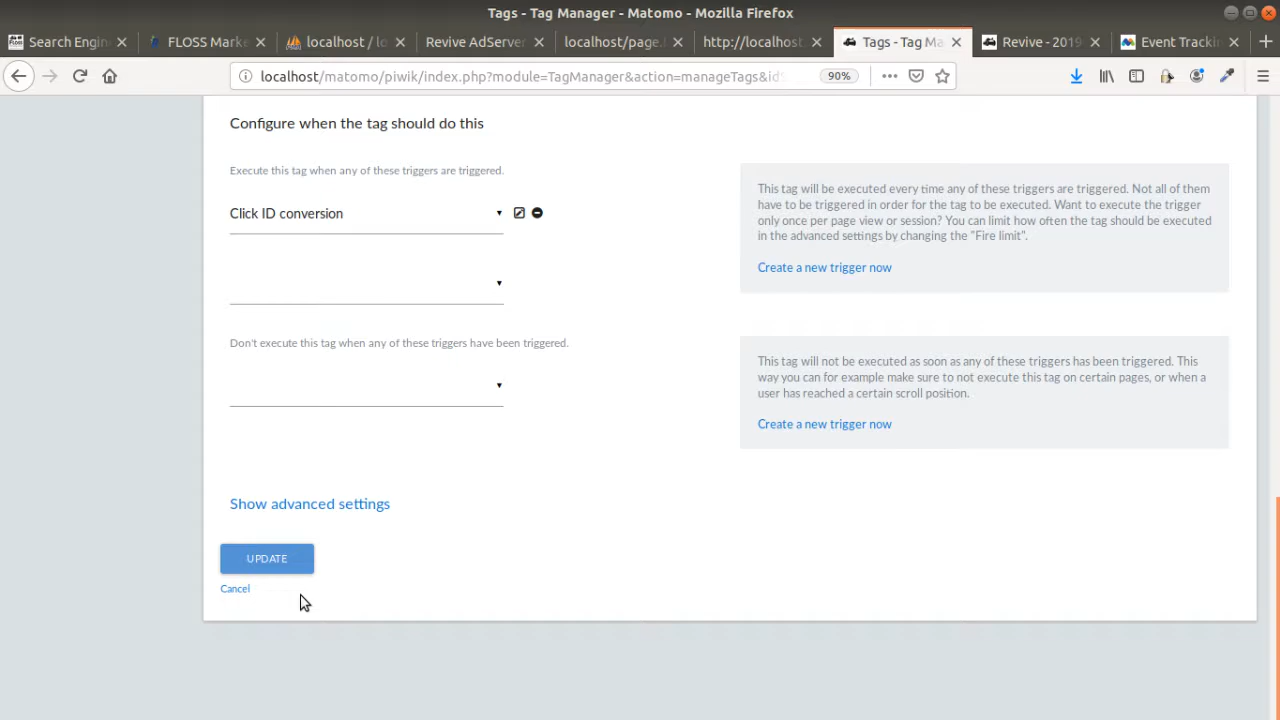 Tags - Tag Manager - Matomo - Mozilla Firefox
Search Engin
FLOSS Marke
localhost / lo
Revive AdServer
localhost/page.
http://localhost
Tags - Tag Ma
Revive - 2019
Event Trackin
localhost/matomo/piwik/index.php?module=TagManager&action=manageTags&idS
90%
Configure when the tag should do this
Execute this tag when any of these triggers are triggered.
Click ID conversion
This tag will be executed every time any of these triggers are triggered. Not all of them
have to be triggered in order for the tag to be executed. Want to execute the trigger
only once per page view or session? You can limit how often the tag should be executed
in the advanced settings by changing the "Fire limit".
Create a new trigger now
Don't execute this tag when any of these triggers have been triggered.
This tag will not be executed as soon as any of these triggers has been triggered. This
way you can for example make sure to not execute this tag on certain pages, or when a
user has reached a certain scroll position.
Create a new trigger now
Show advanced settings
UPDATE
Cancel